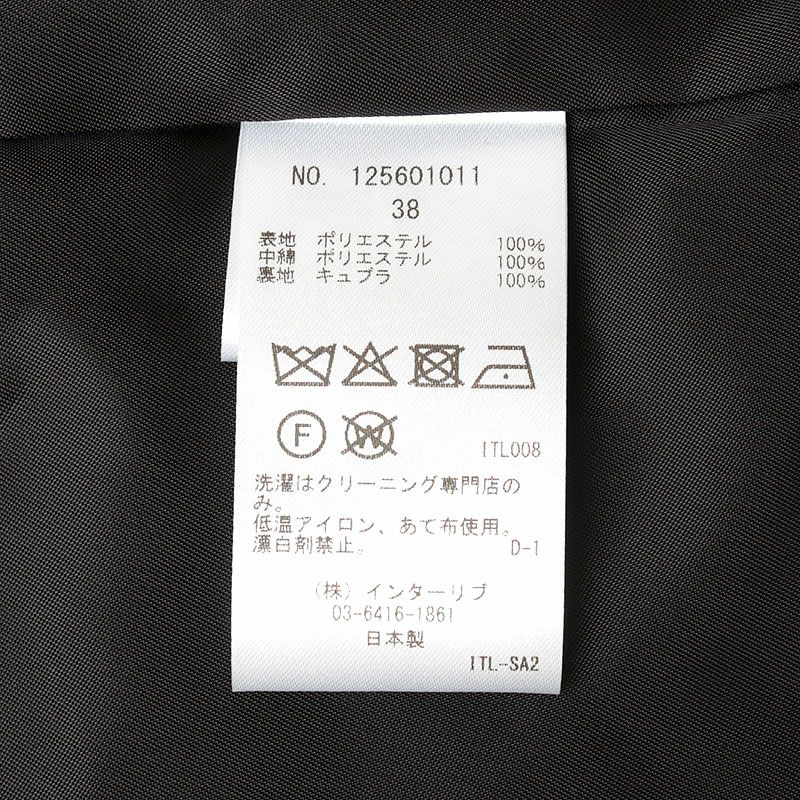 NO. 125601011
38
表地 ポリエステル 100%
中綿 ポリエステル 100%
裏地 キュプラ 100%
F W
ITL008
洗濯はクリーニング専門店の
み。
低温アイロン、あて布使用。
漂白剤禁止。 D-1
(株)インターリブ
03-6416-1861
日本製
ITL-SA2